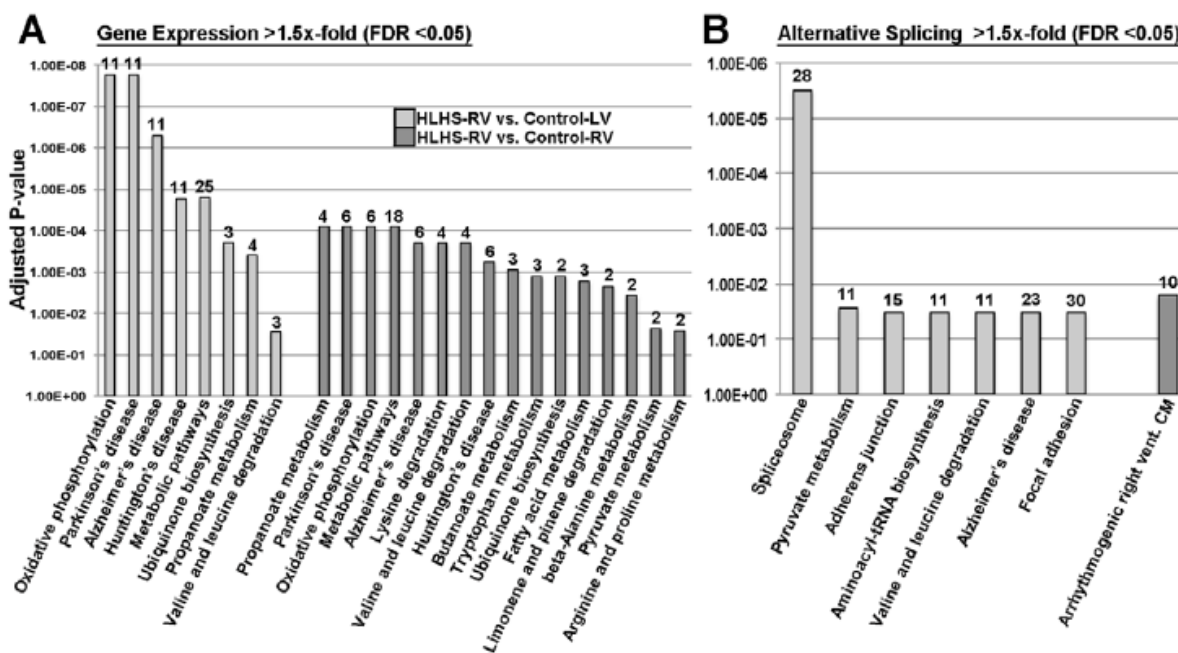 A
Gene Expression >1.5x-fold (FDR <0.05)
Adjusted P-value
1.00E-08
1.00E-07
1.00E-06
1.00E-05
1.00E-04
1.00E-03
1.00E-02
1.00E-01
1.00E+00
HLHS-RV vs. Control-LV
HLHS-RV vs. Control-RV
11
11
11
11
25
3
4
3
4
6
6
18
6
4
4
6
3
3
2
3
2
2
2
2
Oxidative phosphorylation
Parkinson's disease
Alzheimer's disease
Huntington's disease
Metabolic pathways
Ubiquinone biosynthesis
Propanoate metabolism
Valine and leucine degradation
Propanoate metabolism
Parkinson's disease
Oxidative phosphorylation
Metabolic pathways
Alzheimer's disease
Lysine degradation
Valine and leucine degradation
Huntington's disease
Butanoate metabolism
Tryptophan metabolism
Ubiquinone biosynthesis
Fatty acid metabolism
Limonene and pinene degradation
beta-Alanine metabolism
Pyruvate metabolism
Arginine and proline metabolism
B
Alternative Splicing >1.5x-fold (FDR <0.05)
1.00E-06
1.00E-05
1.00E-04
1.00E-03
1.00E-02
1.00E-01
1.00E+00
28
11
15
11
11
23
30
10
Spliceosome
Pyruvate metabolism
Adherens junction
Aminoacyl-tRNA biosynthesis
Valine and leucine degradation
Alzheimer's disease
Focal adhesion
Arrhythmogenic right vent. CM